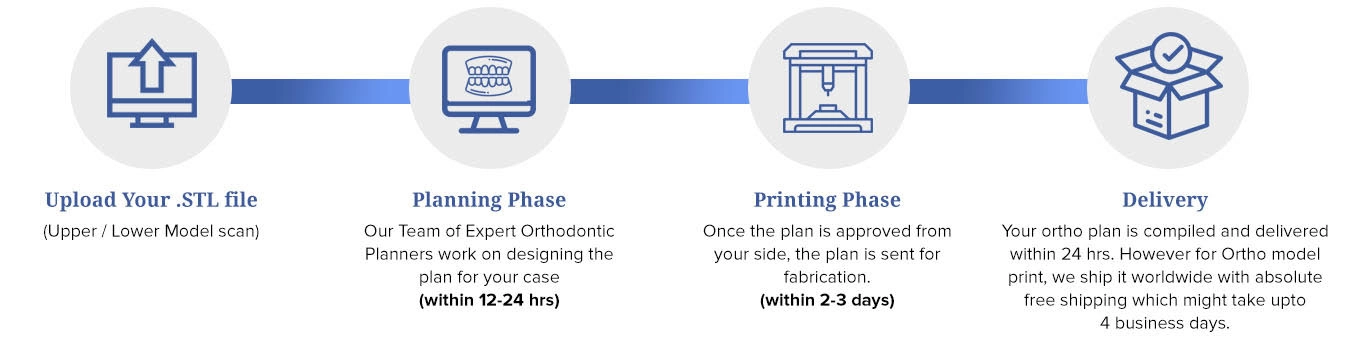 Upload Your .STL file
(Upper / Lower Model scan)
Planning Phase
Our Team of Expert Orthodontic
Planners work on designing the
plan for your case
(within 12-24 hrs)
Printing Phase
Once the plan is approved from
your side, the plan is sent for
fabrication.
(within 2-3 days)
Delivery
Your ortho plan is compiled and delivered
within 24 hrs. However for Ortho model
print, we ship it worldwide with absolute
free shipping which might take upto
4 business days.